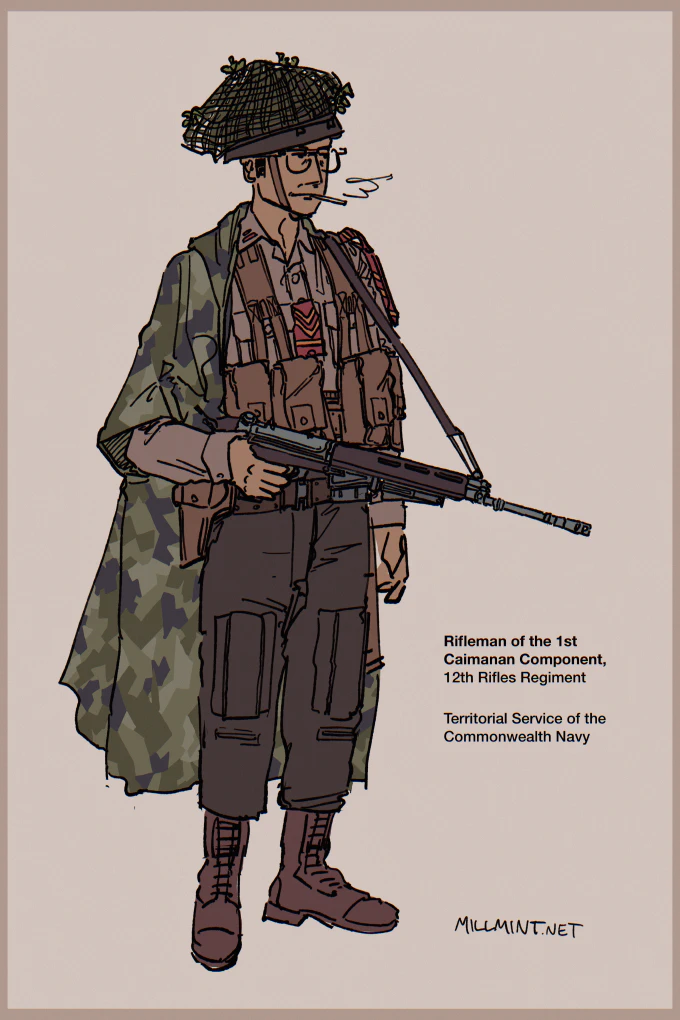 Rifleman of the 1st
Caimanan Component,
12th Rifles Regiment
Territorial Service of the
Commonwealth Navy
MILLMINT.NET